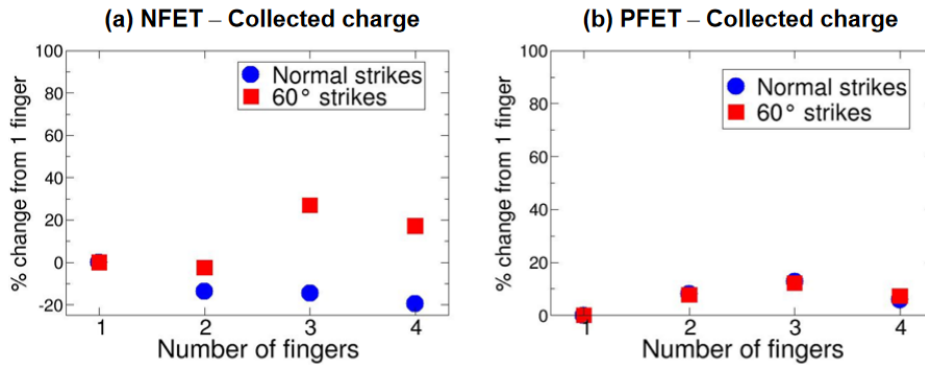 (a) NFET – Collected charge
% change from 1 finger
100
80
60
40
20
0
-20
Normal strikes
60° strikes
1 2 3 4
Number of fingers
(b) PFET – Collected charge
% change from 1 finger
100
80
60
40
20
0
Normal strikes
60° strikes
1 2 3 4
Number of fingers